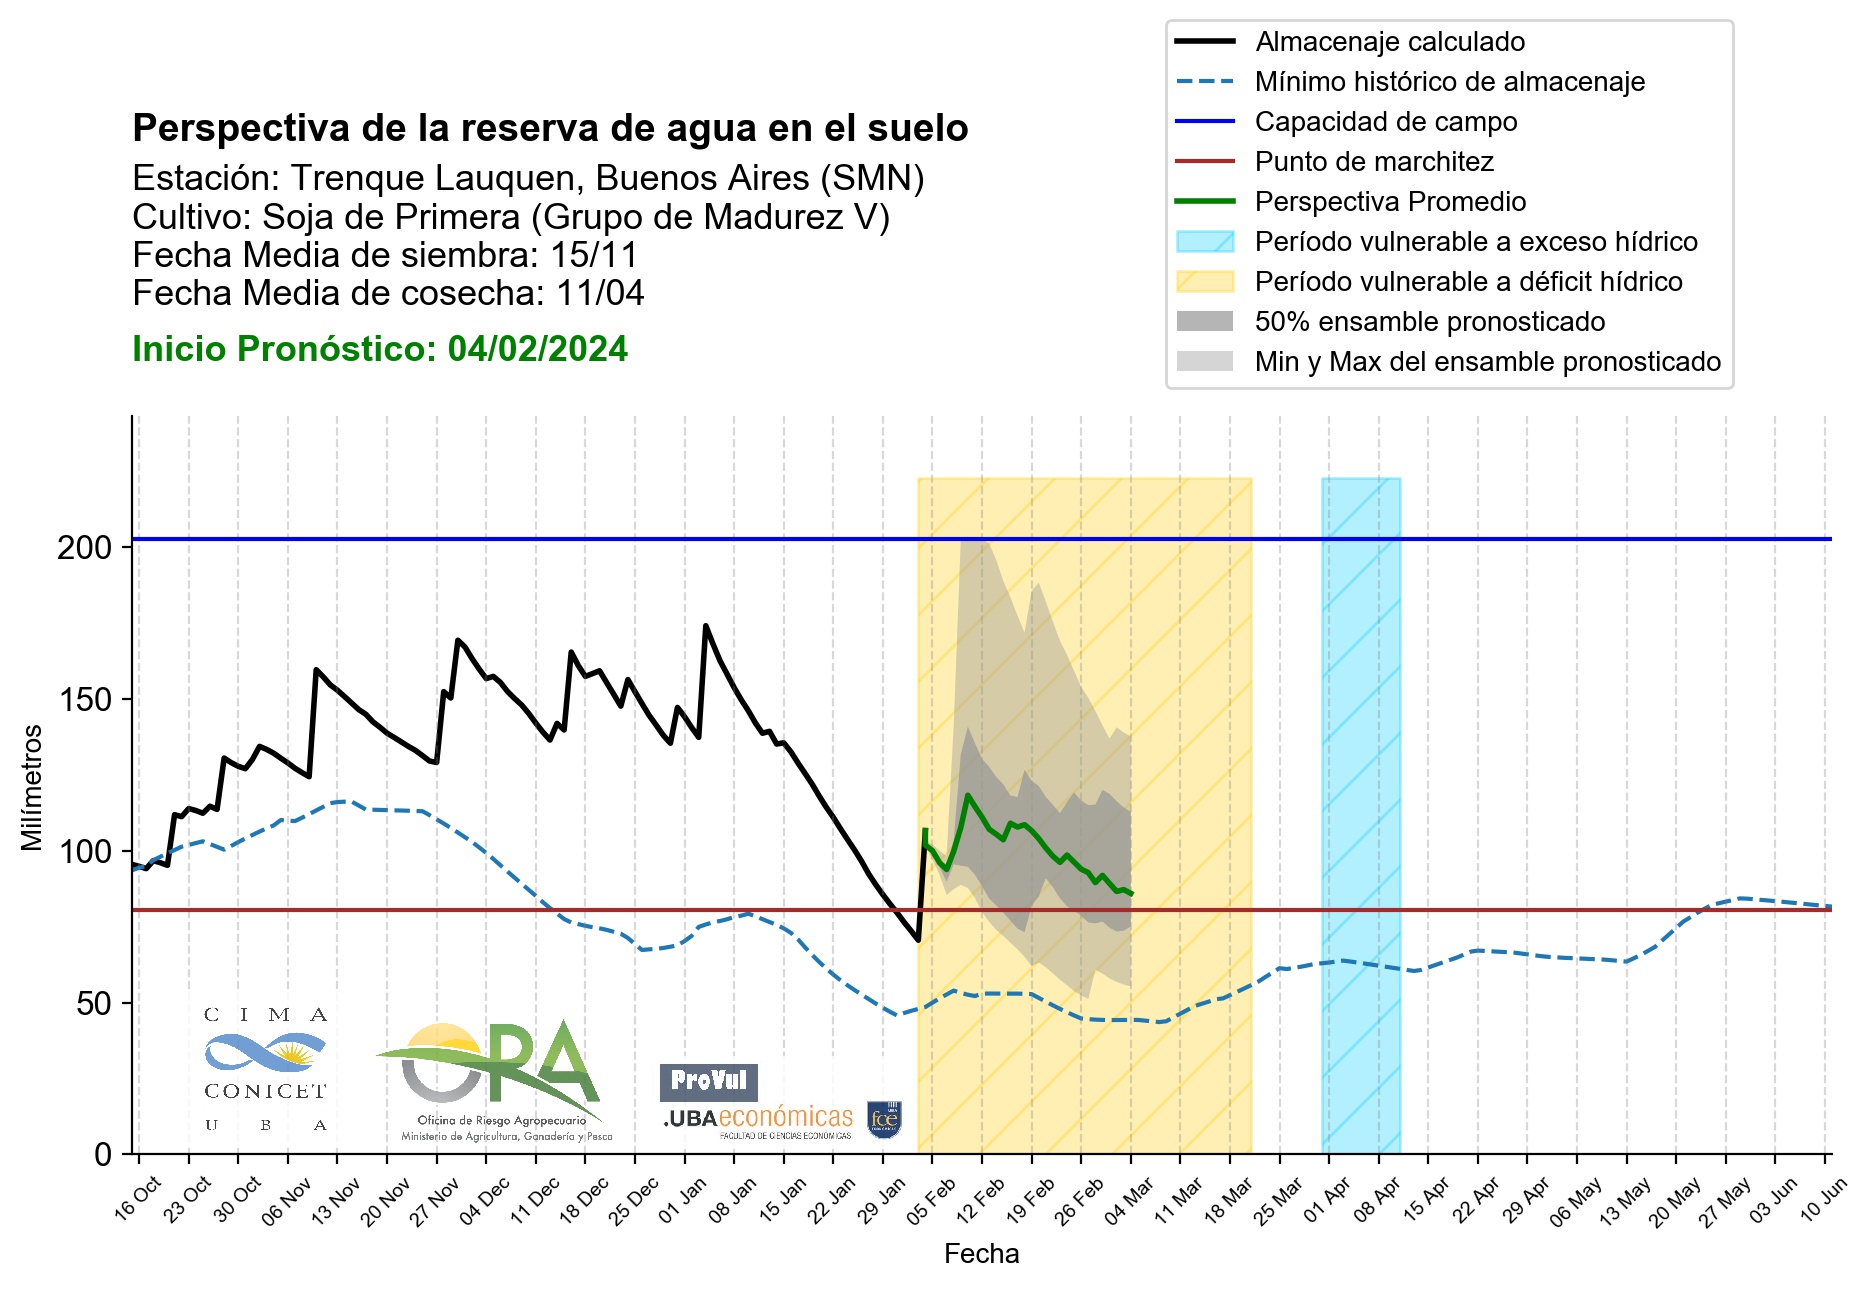 Almacenaje calculado
Mínimo histórico de almacenaje
Capacidad de campo
Punto de marchitez
Perspectiva Promedio
Período vulnerable a exceso hídrico
Período vulnerable a déficit hídrico
50% ensamble pronosticado
Min y Max del ensamble pronosticado
Perspectiva de la reserva de agua en el suelo
Estación: Trenque Lauquen, Buenos Aires (SMN)
Cultivo: Soja de Primera (Grupo de Madurez V)
Fecha Media de siembra: 15/11
Fecha Media de cosecha: 11/04
Inicio Pronóstico: 04/02/2024
Milímetros
200
150
100
50
0
C I M A
CONICET
U B A
ORA
Oficina de Riesgo Agropecuario
Ministerio de Agricultura, Ganadería y Pesca
ProVul
.UBAeconómicas
FACULTAD DE CIENCIAS ECONÓMICAS
UBA
fce
16 Oct
23 Oct
30 Oct
06 Nov
13 Nov
20 Nov
27 Nov
04 Dec
11 Dec
18 Dec
25 Dec
01 Jan
08 Jan
15 Jan
22 Jan
29 Jan
05 Feb
12 Feb
19 Feb
26 Feb
04 Mar
11 Mar
18 Mar
25 Mar
01 Apr
08 Apr
15 Apr
22 Apr
29 Apr
06 May
13 May
20 May
27 May
03 Jun
10 Jun
Fecha